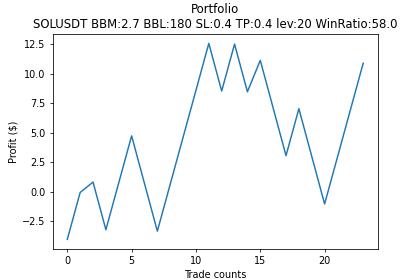 Portfolio
SOLUSDT BBM:2.7 BBL:180 SL:0.4 TP:0.4 lev:20 WinRatio:58.0
12.5
10.0
7.5
5.0
2.5
0.0
−2.5
Profit ($)
0 5 10 15 20
Trade counts